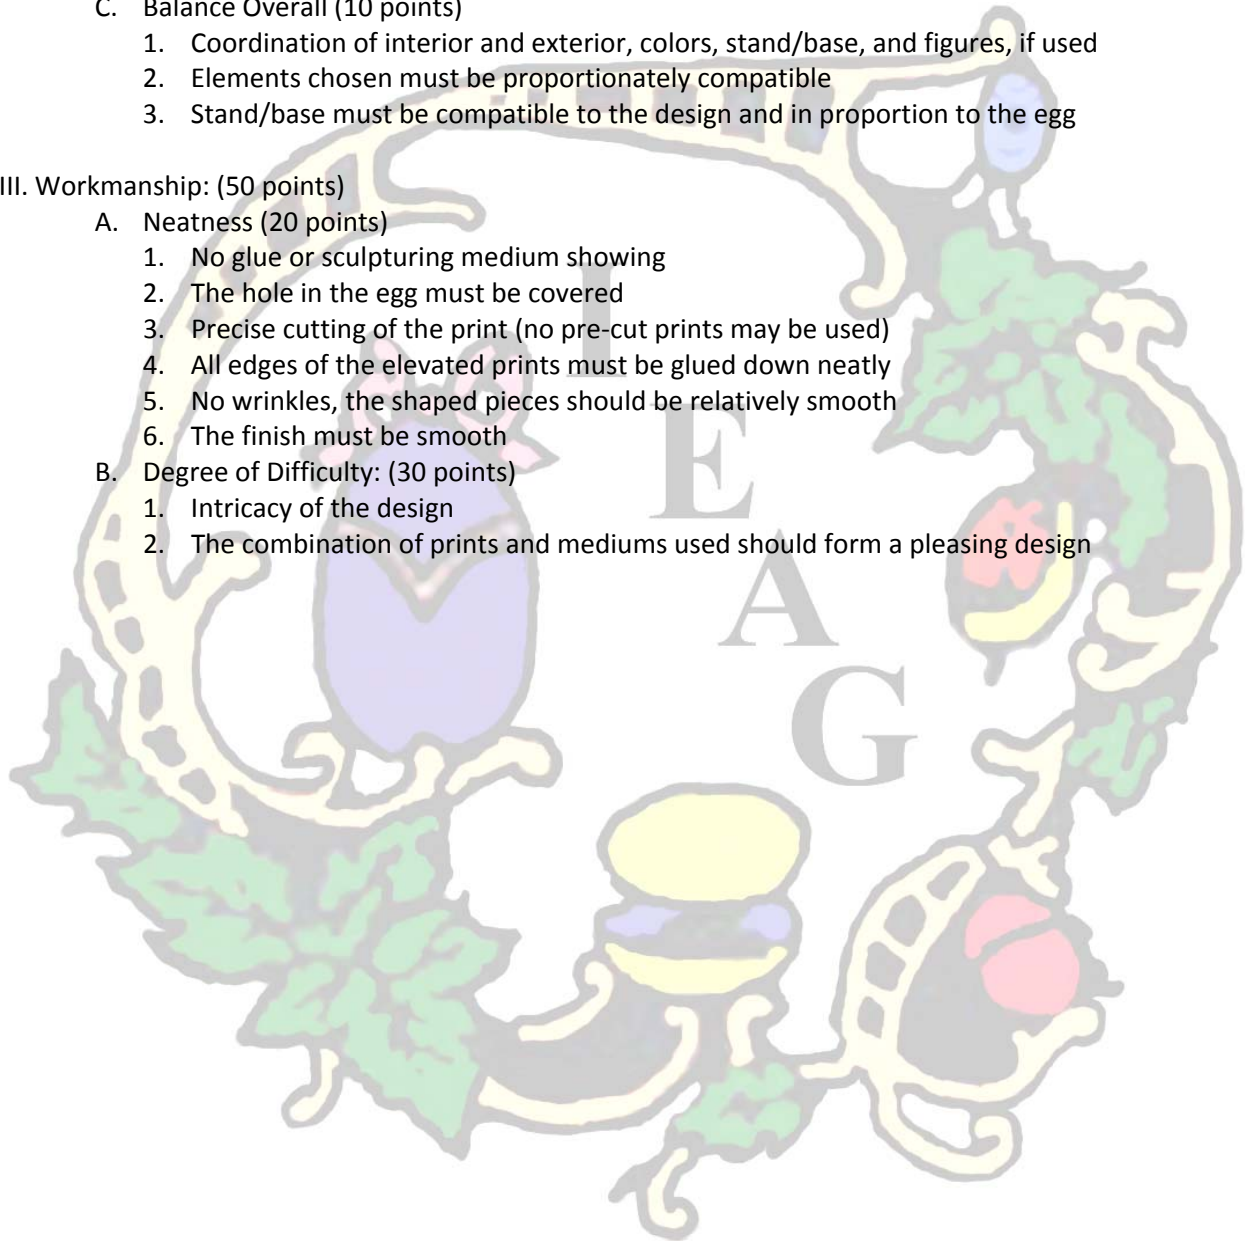 C. Balance Overall (10 points)
1. Coordination of interior and exterior, colors, stand/base, and figures, if used
2. Elements chosen must be proportionately compatible
3. Stand/base must be compatible to the design and in proportion to the egg
III. Workmanship: (50 points)
A. Neatness (20 points)
1. No glue or sculpturing medium showing
2. The hole in the egg must be covered
3. Precise cutting of the print (no pre-cut prints may be used)
4. All edges of the elevated prints must be glued down neatly
5. No wrinkles, the shaped pieces should be relatively smooth
6. The finish must be smooth
B. Degree of Difficulty: (30 points)
1. Intricacy of the design
2. The combination of prints and mediums used should form a pleasing design
I
E
A
G